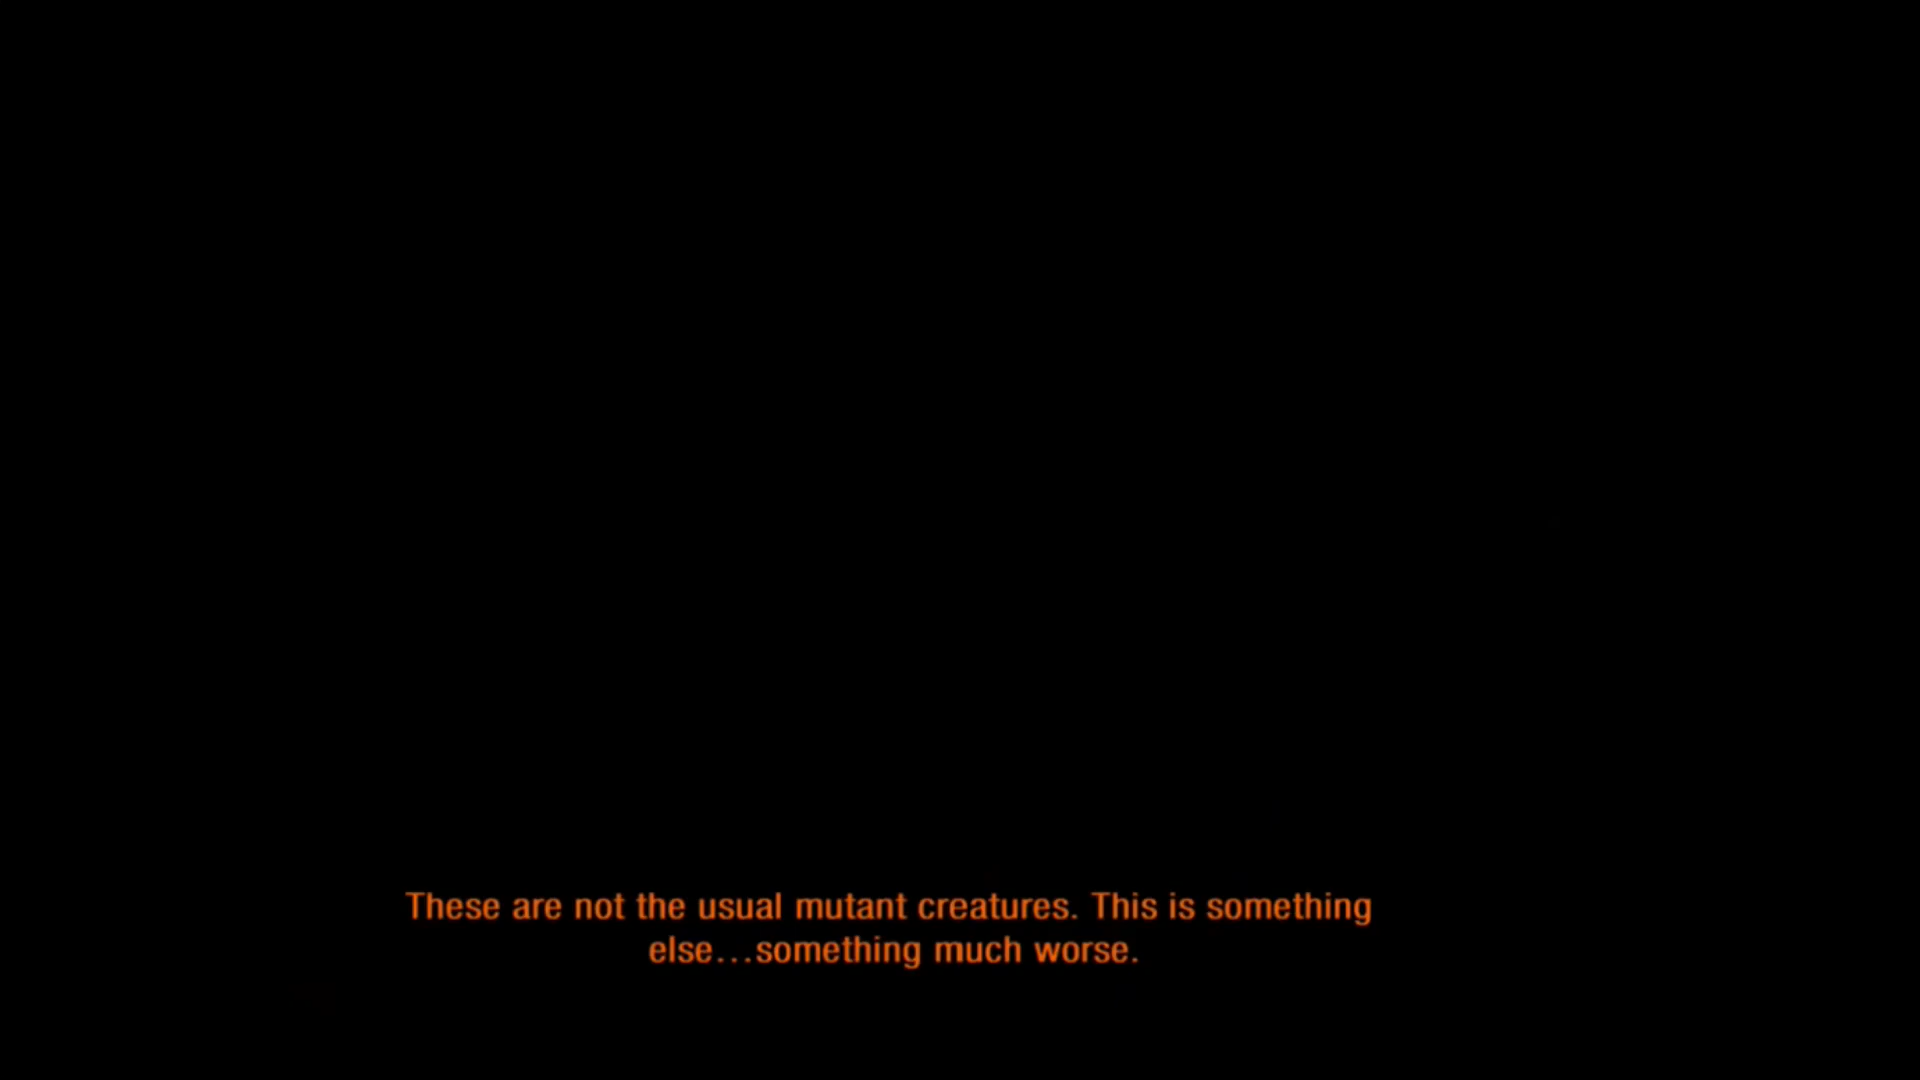 These are not the usual mutant creatures. This is something
else...something much worse.